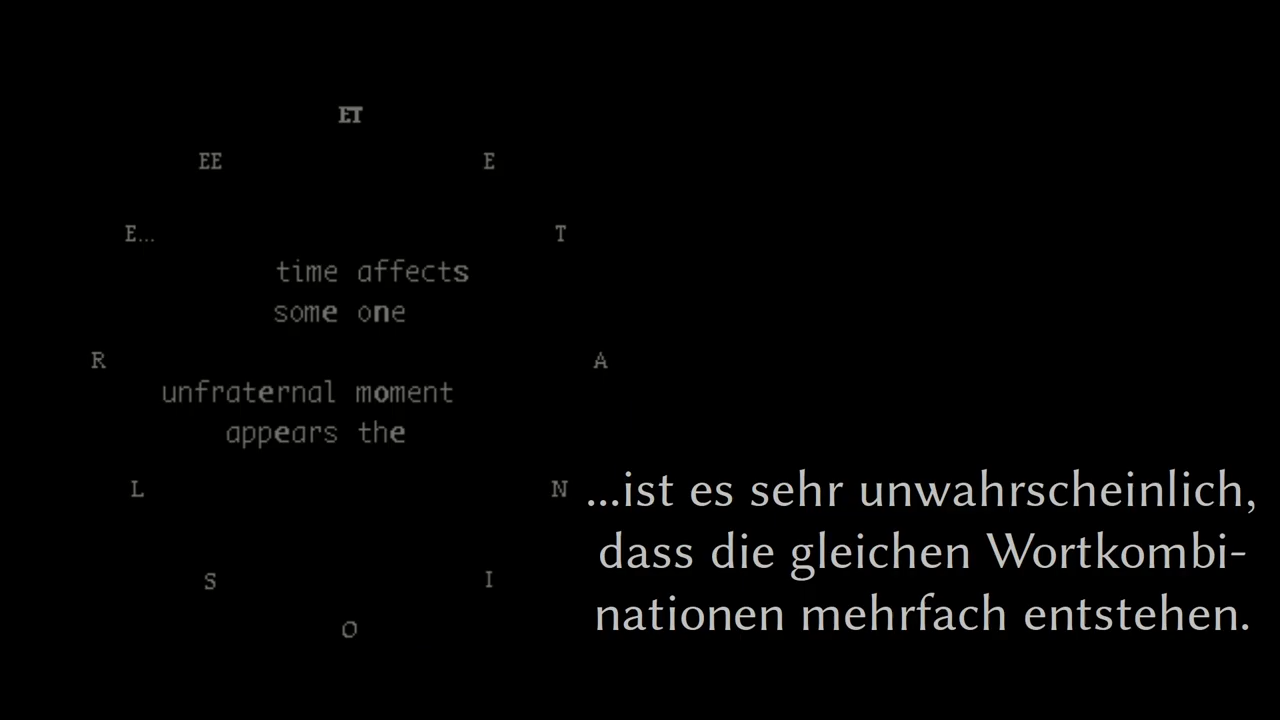 ET
EE
E
E...
T
time affects
some one
R
A
unfraternal moment
appears the
L
N
...ist es sehr unwahrscheinlich,
dass die gleichen Wortkombi-
nationen mehrfach entstehen.
S
I
O